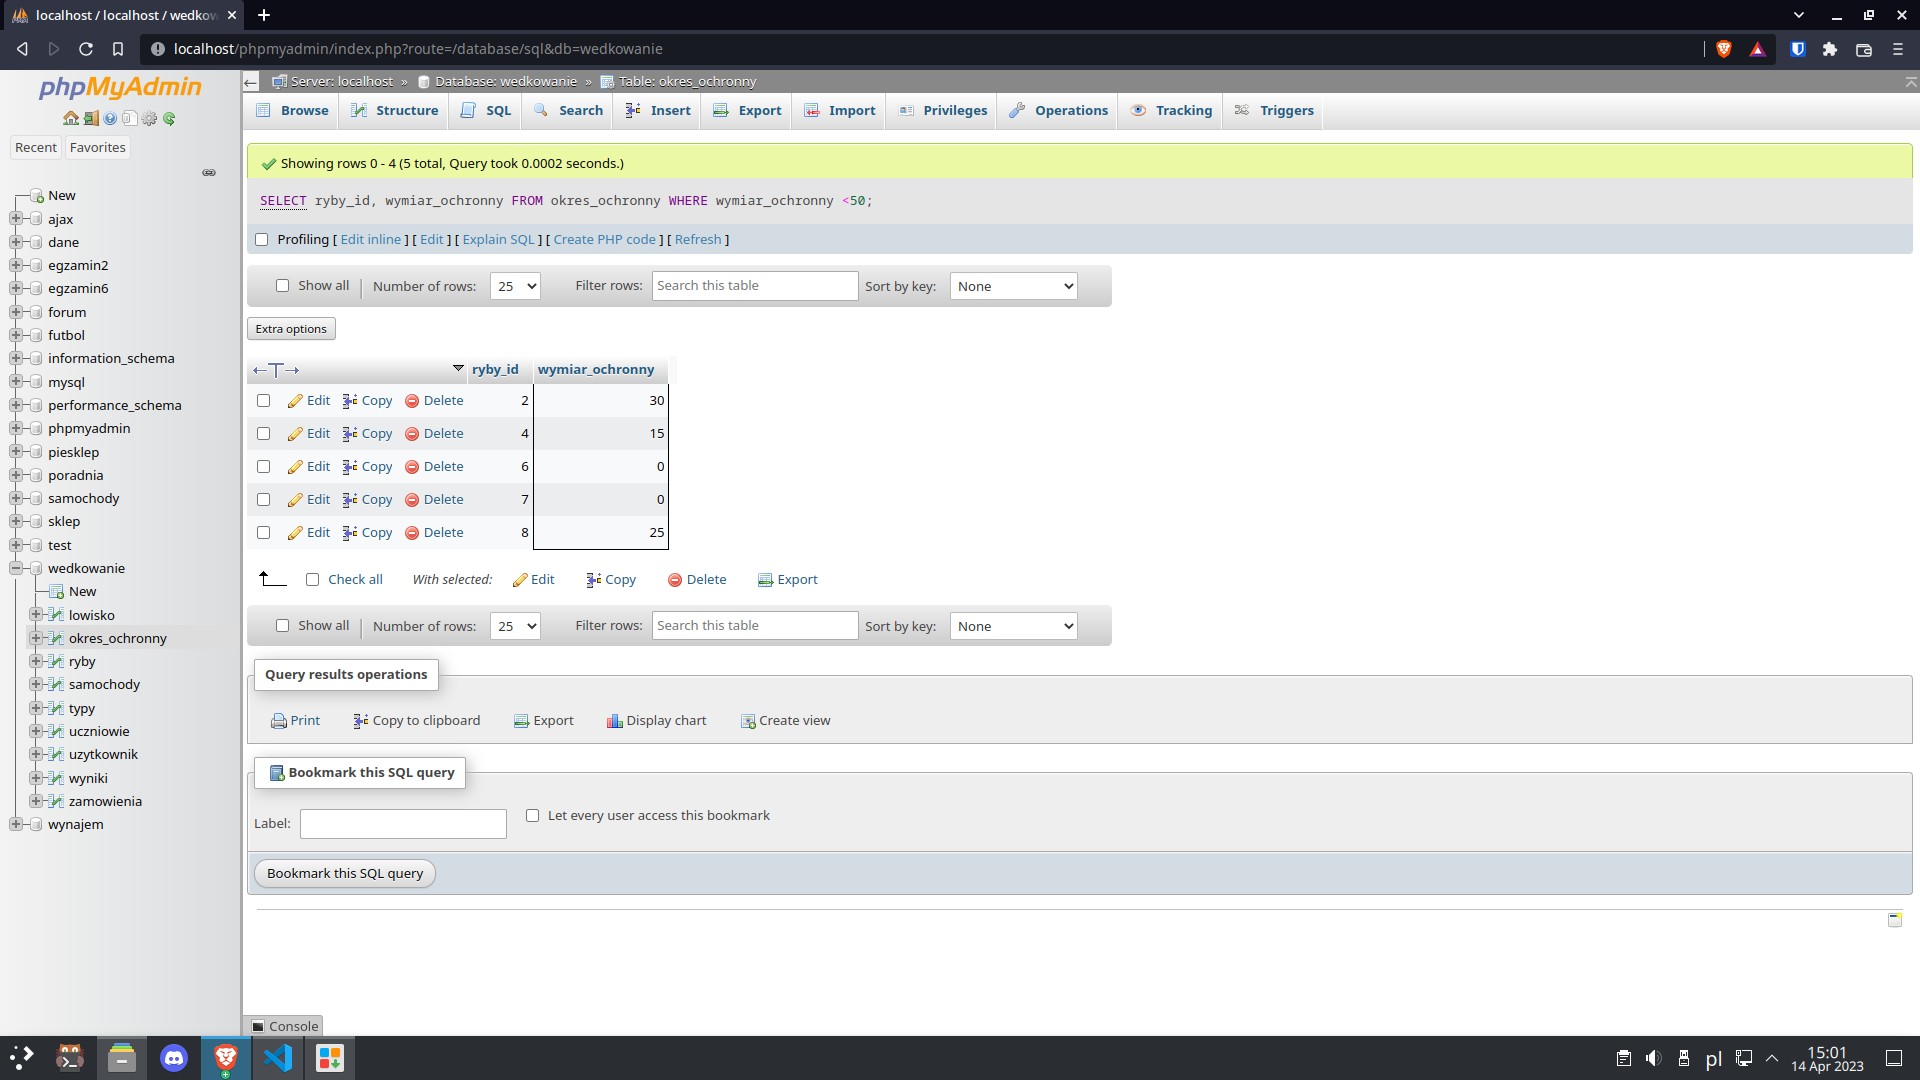 localhost / localhost / wedkow
localhost/phpmyadmin/index.php?route=/database/sql&db=wedkowanie
phpMyAdmin
Recent Favorites
New
ajax
dane
egzamin2
egzamin6
forum
futbol
information_schema
mysql
performance_schema
phpmyadmin
piesklep
poradnia
samochody
sklep
test
wedkowanie
New
lowisko
okres_ochronny
ryby
samochody
typy
uczniowie
uzytkownik
wyniki
zamowienia
wynajem
Server: localhost » Database: wedkowanie » Table: okres_ochronny
Browse Structure SQL Search Insert Export Import Privileges Operations Tracking Triggers
Showing rows 0 - 4 (5 total, Query took 0.0002 seconds.)
SELECT ryby_id, wymiar_ochronny FROM okres_ochronny WHERE wymiar_ochronny <50;
Profiling [ Edit inline ] [ Edit ] [ Explain SQL ] [ Create PHP code ] [ Refresh ]
Show all Number of rows: 25 Filter rows: Search this table Sort by key: None
Extra options
←T→ ryby_id wymiar_ochronny
Edit Copy Delete 2 30
Edit Copy Delete 4 15
Edit Copy Delete 6 0
Edit Copy Delete 7 0
Edit Copy Delete 8 25
Check all With selected: Edit Copy Delete Export
Show all Number of rows: 25 Filter rows: Search this table Sort by key: None
Query results operations
Print Copy to clipboard Export Display chart Create view
Bookmark this SQL query
Label: Let every user access this bookmark
Bookmark this SQL query
Console
pl 15:01
14 Apr 2023